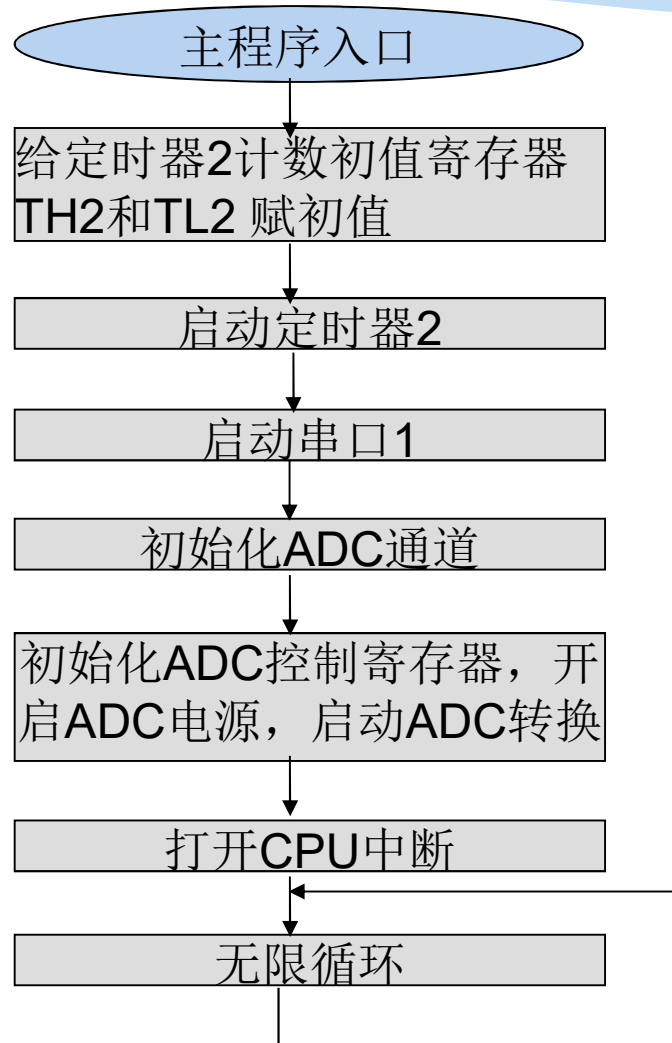 主程序入口
给定时器2计数初值寄存器
TH2和TL2 赋初值
启动定时器2
启动串口1
初始化ADC通道
初始化ADC控制寄存器，开
启ADC电源，启动ADC转换
打开CPU中断
无限循环